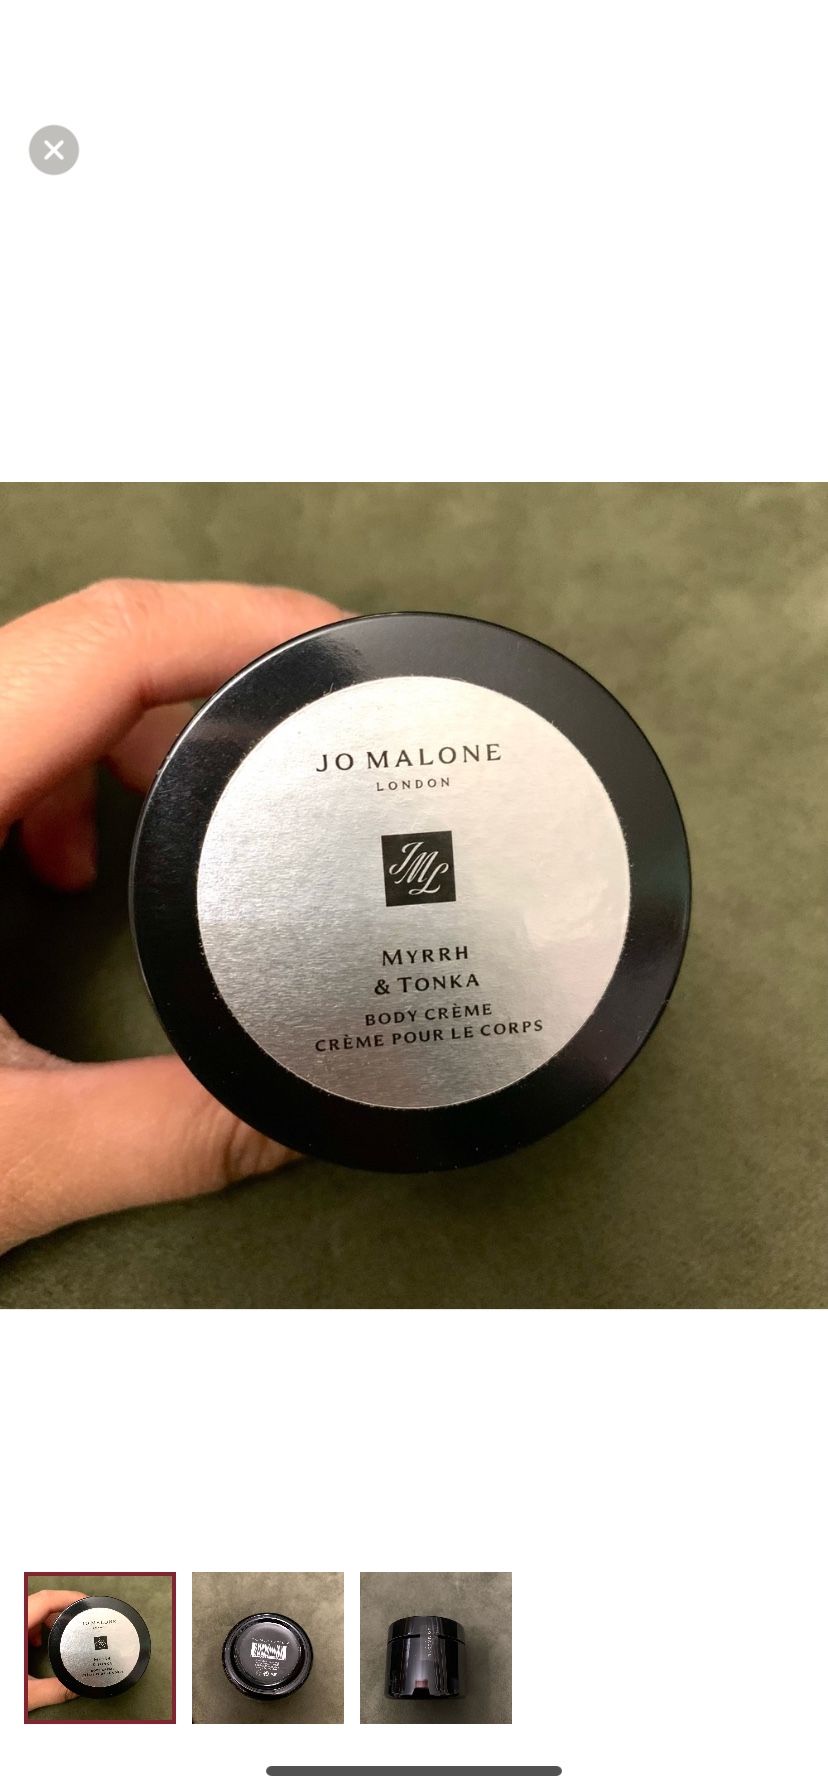 JO MALONE
LONDON
JML
MYRRH
& TONKA
BODY CRÈME
CRÈME POUR LE CORPS